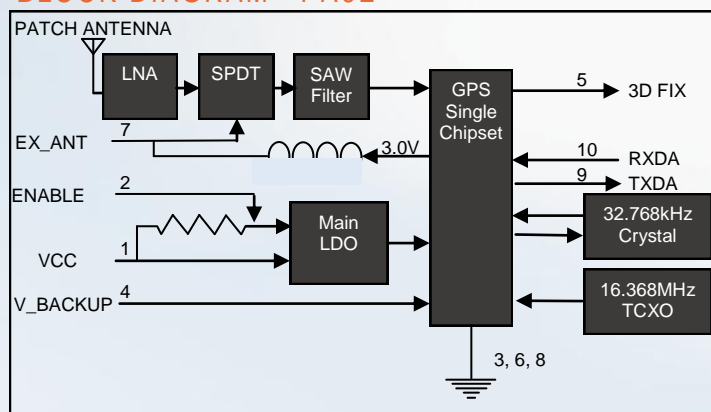 PATCH ANTENNA
LNA
SPDT
SAW
Filter
GPS
Single
Chipset
5
3D FIX
7
EX_ANT
3.0V
10
RXDA
9
TXDA
2
ENABLE
Main
LDO
32.768kHz
Crystal
1
VCC
4
V_BACKUP
16.368MHz
TCXO
3, 6, 8